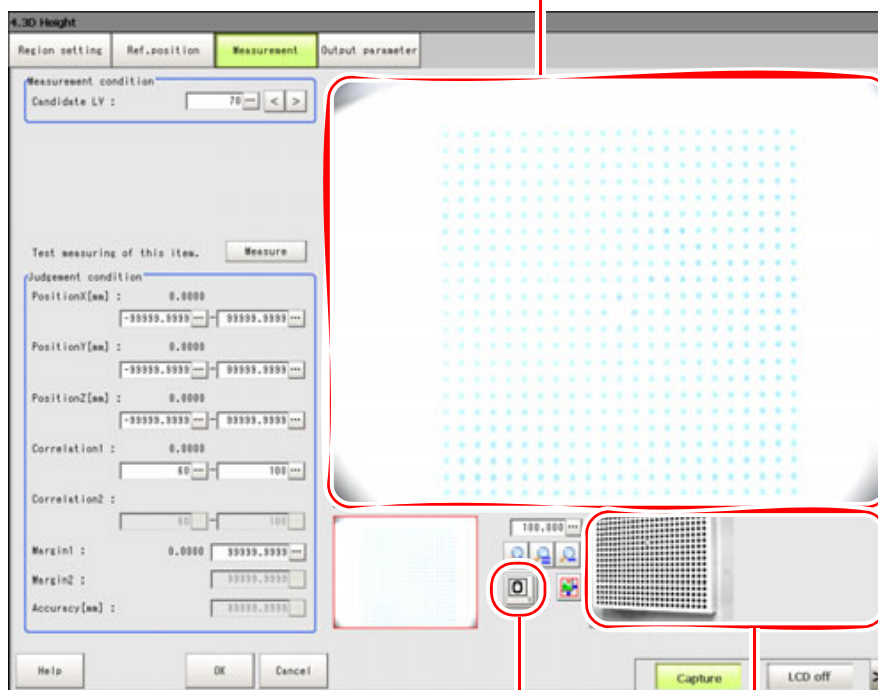 4.3D Height
Region setting Ref.position Measurement Output parameter
Measurement condition
Candidate LV : 70 ... < >
Test measuring of this item. Measure
Judgement condition
PositionX[mm] : 0.0000
-99999.9999 ... - 99999.9999 ...
PositionY[mm] : 0.0000
-99999.9999 ... - 99999.9999 ...
PositionZ[mm] : 0.0000
-99999.9999 ... - 99999.9999 ...
Correlation1 : 0.0000
60 ... - 100 ...
Correlation2 :
60 - 100
100.000 ...
Margin1 : 0.0000 99999.9999 ...
Margin2 : 99999.9999
0
Accuracy[mm] : 99999.9999
Help OK Cancel
Capture LCD off >